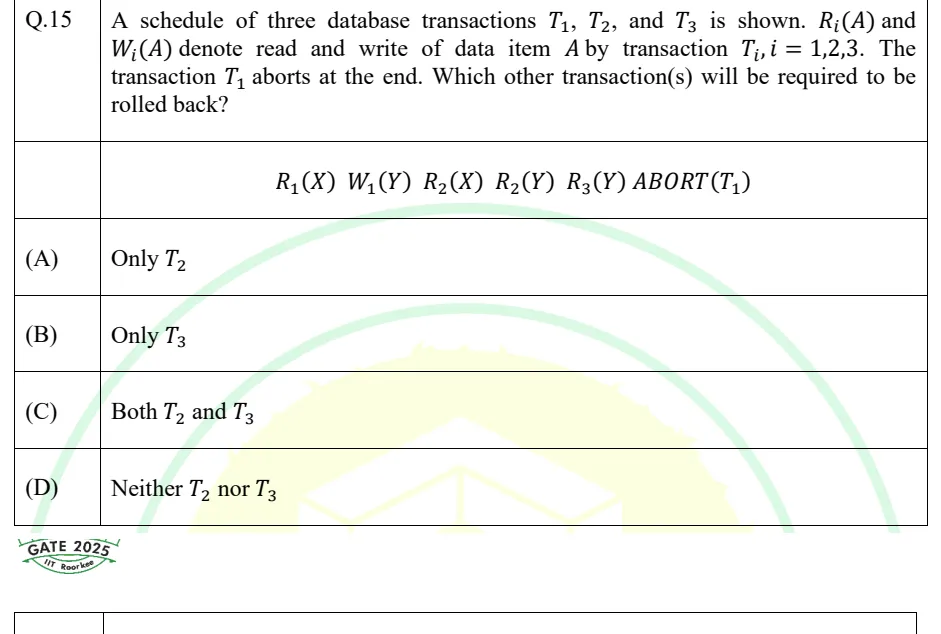 Q.15 A schedule of three database transactions 𝑇₁, 𝑇₂, and 𝑇₃ is shown. 𝑅ᵢ(𝐴) and
𝑊ᵢ(𝐴) denote read and write of data item 𝐴 by transaction 𝑇ᵢ, 𝑖 = 1,2,3. The
transaction 𝑇₁ aborts at the end. Which other transaction(s) will be required to be
rolled back?
𝑅₁(𝑋) 𝑊₁(𝑌) 𝑅₂(𝑋) 𝑅₂(𝑌) 𝑅₃(𝑌) 𝐴𝐵𝑂𝑅𝑇(𝑇₁)
(A) Only 𝑇₂
(B) Only 𝑇₃
(C) Both 𝑇₂ and 𝑇₃
(D) Neither 𝑇₂ nor 𝑇₃
GATE 2025
IIT Roorkee